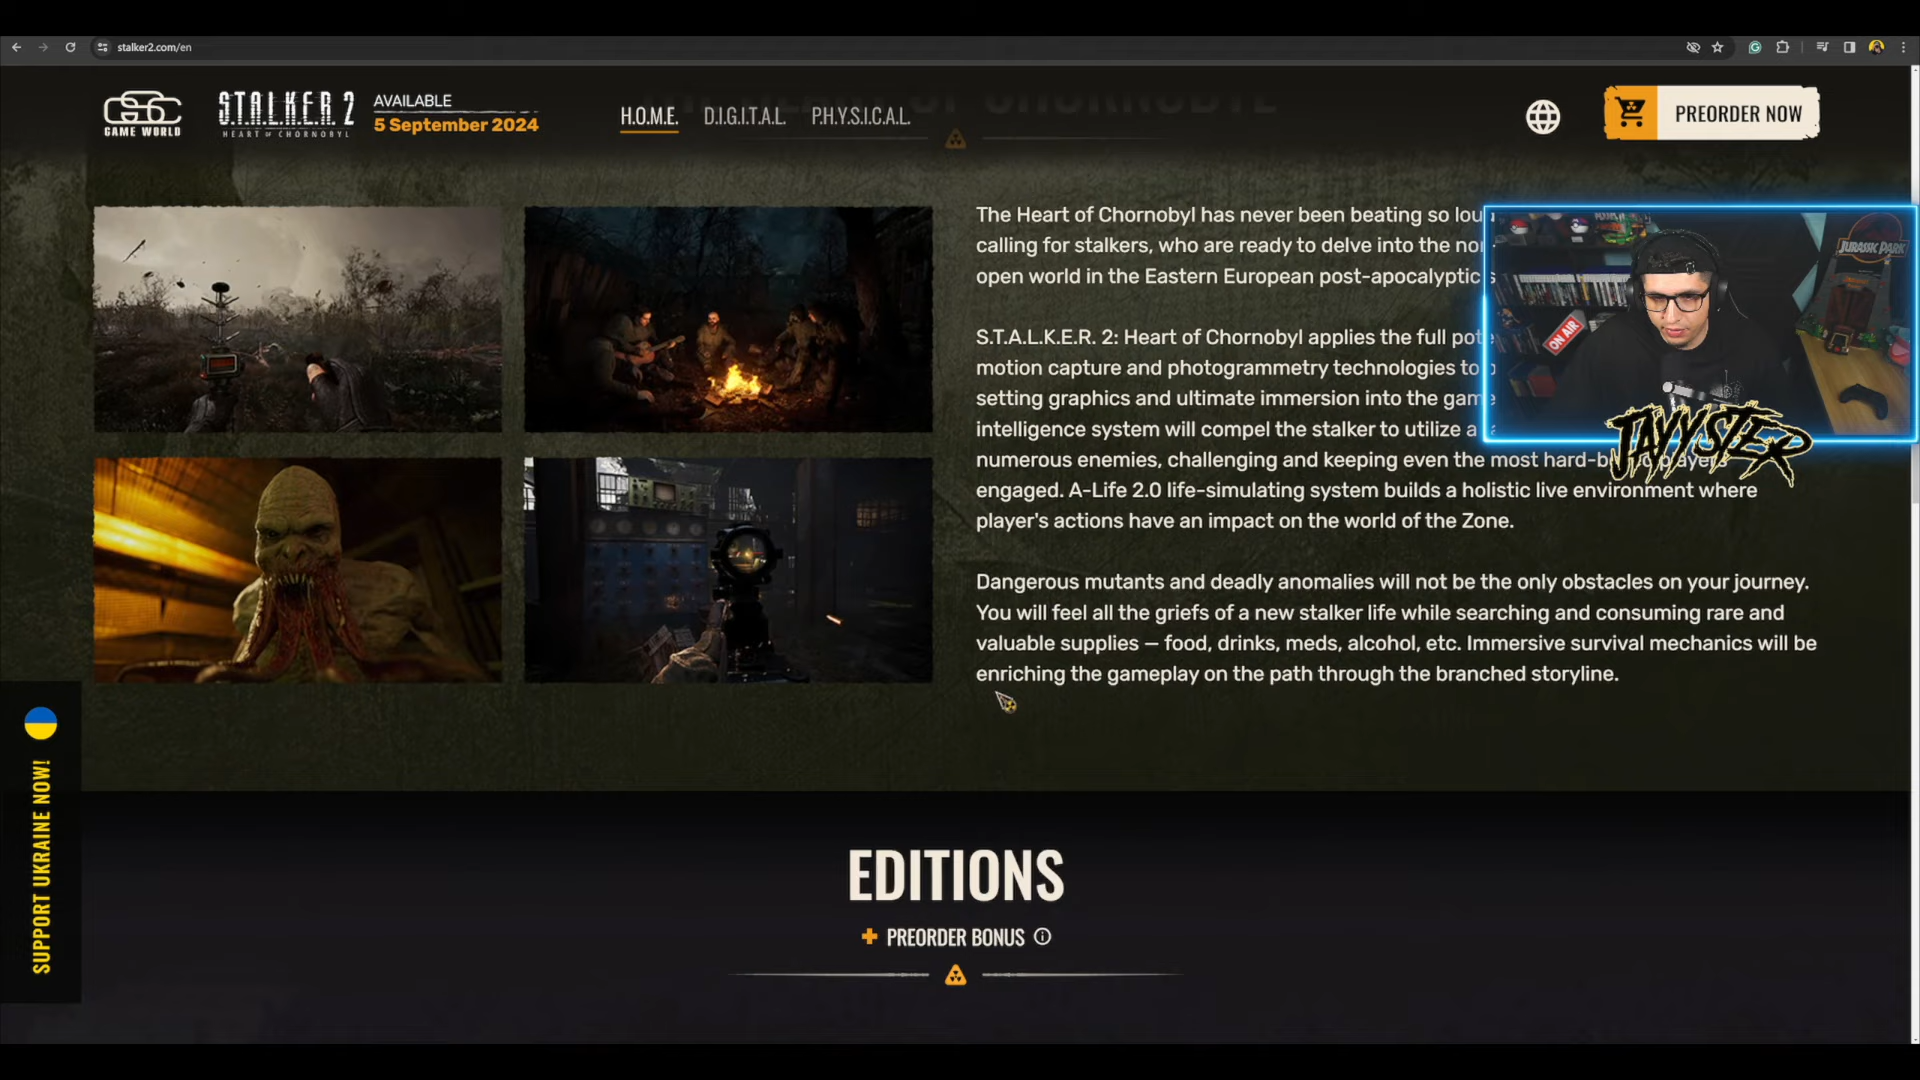 stalker2.com/en
GSC
GAME WORLD
S.T.A.L.K.E.R. 2
HEART OF CHORNOBYL
AVAILABLE
5 September 2024
H.O.M.E.
D.I.G.I.T.A.L.
P.H.Y.S.I.C.A.L.
PREORDER NOW
The Heart of Chornobyl has never been beating so lou
calling for stalkers, who are ready to delve into the no
open world in the Eastern European post-apocalyptic s
S.T.A.L.K.E.R. 2: Heart of Chornobyl applies the full pote
motion capture and photogrammetry technologies to b
setting graphics and ultimate immersion into the game
intelligence system will compel the stalker to utilize a
numerous enemies, challenging and keeping even the most hard-b players
engaged. A-Life 2.0 life-simulating system builds a holistic live environment where
player's actions have an impact on the world of the Zone.
Dangerous mutants and deadly anomalies will not be the only obstacles on your journey.
You will feel all the griefs of a new stalker life while searching and consuming rare and
valuable supplies — food, drinks, meds, alcohol, etc. Immersive survival mechanics will be
enriching the gameplay on the path through the branched storyline.
JURASSIC PARK
ON AIR
JAYYSTER
SUPPORT UKRAINE NOW!
EDITIONS
PREORDER BONUS